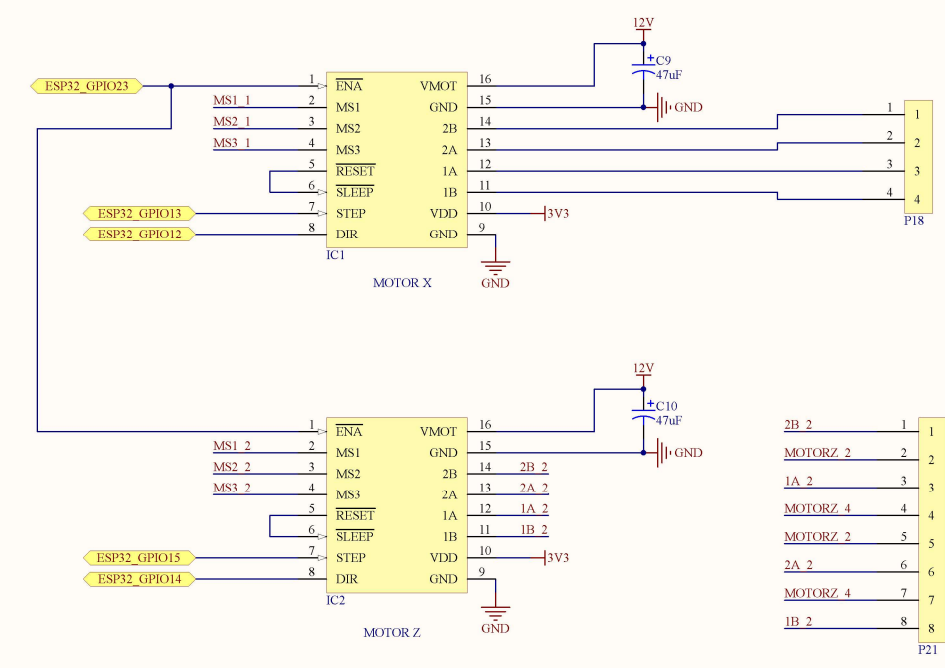 12V
C9
47uF
ESP32_GPIO23
1 ENA VMOT 16
MS1_1 2 MS1 GND 15 GND
MS2_1 3 MS2 2B 14 1 1
MS3_1 4 MS3 2A 13 2 2
5 RESET 1A 12 3 3
6 SLEEP 1B 11 4 4
ESP32_GPIO13 7 STEP VDD 10 3V3
P18
ESP32_GPIO12 8 DIR GND 9
IC1
MOTOR X
GND
12V
C10
47uF
1 ENA VMOT 16
MS1_2 2 MS1 GND 15 GND
MS2_2 3 MS2 2B 14 2B_2
MS3_2 4 MS3 2A 13 2A_2
5 RESET 1A 12 1A_2
6 SLEEP 1B 11 1B_2
ESP32_GPIO15 7 STEP VDD 10 3V3
ESP32_GPIO14 8 DIR GND 9
IC2
MOTOR Z
GND
2B_2 1 1
MOTORZ_2 2 2
1A_2 3 3
MOTORZ_4 4 4
MOTORZ_2 5 5
2A_2 6 6
MOTORZ_4 7 7
1B_2 8 8
P21